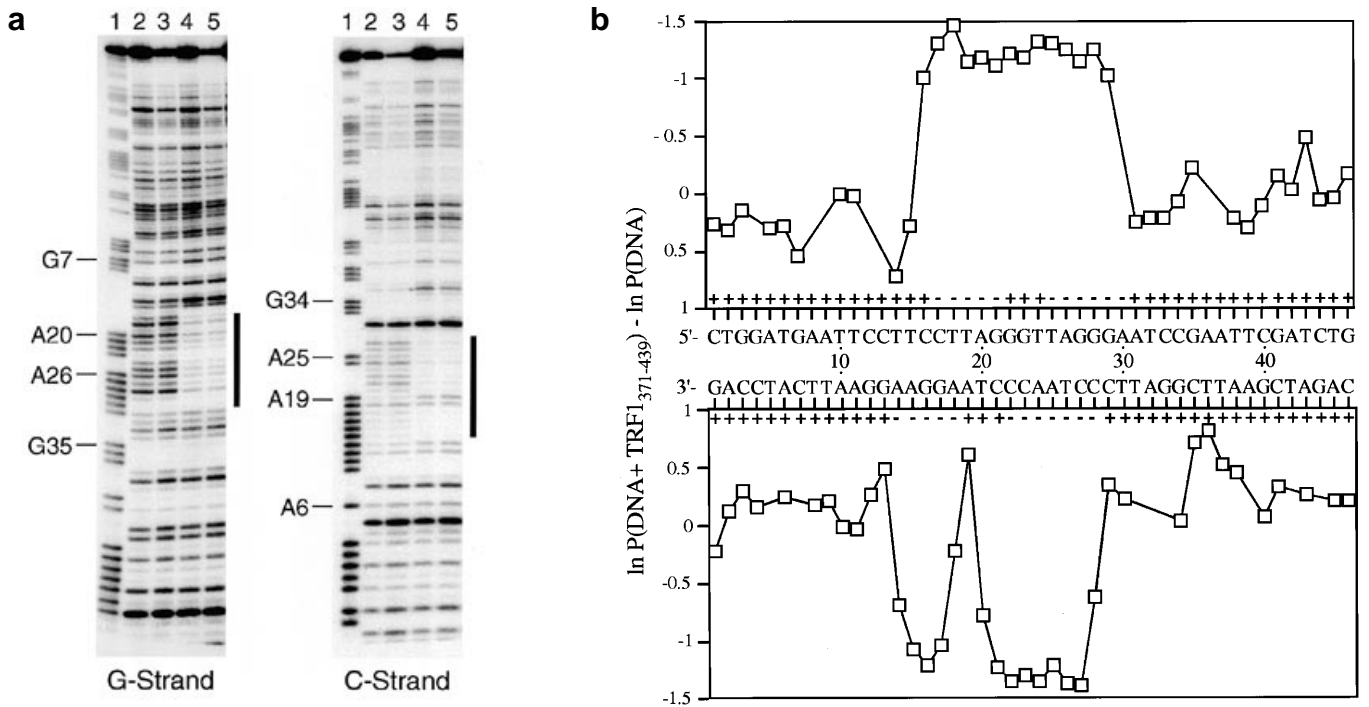 a
1 2 3 4 5
G7
A20
A26
G35
G-Strand
1 2 3 4 5
G34
A25
A19
A6
C-Strand
b
ln P(DNA+ TRF1371-439) - ln P(DNA)
-1.5
-1
- 0.5
0
0.5
1
++++++++++++++++-----+++------++++++++++++++++
5'- CTGGATGAATTCCTTCCTTAGGGTTAGGGAATCCGAATTCGATCTG
10 20 30 40
3'- GACCTACTTAAGGAAGGAATCCCAATCCCTTAGGCTTAAGCTAGAC
+++++++++++++-----+++-------++++++++++++++++++
1
0.5
0
-0.5
-1
-1.5